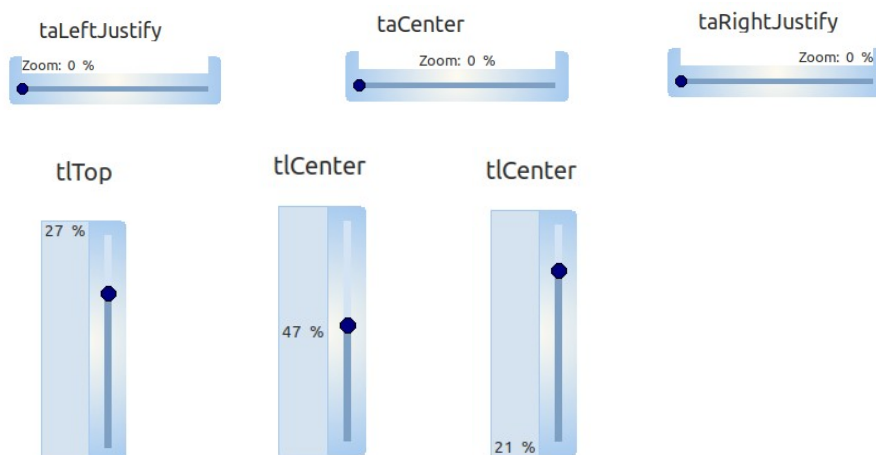 taLeftJustify
taCenter
taRightJustify
Zoom: 0 %
Zoom: 0 %
Zoom: 0 %
tlTop
tlCenter
tlCenter
27 %
47 %
21 %